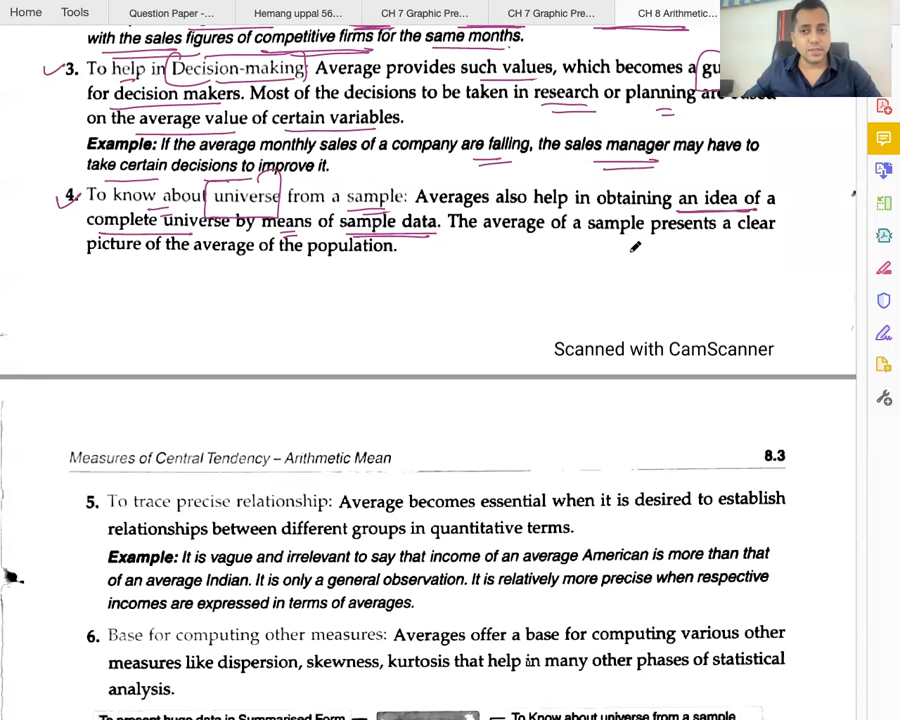 Home Tools Question Paper -... Hemang uppal 56... CH 7 Graphic Pre... CH 7 Graphic Pre... CH 8 Arithmetic...
with the sales figures of competitive firms for the same months.
3. To help in Decision-making: Average provides such values, which becomes a gu
for decision makers. Most of the decisions to be taken in research or planning are
on the average value of certain variables.
Example: If the average monthly sales of a company are falling, the sales manager may have to
take certain decisions to improve it.
4. To know about universe from a sample: Averages also help in obtaining an idea of a
complete universe by means of sample data. The average of a sample presents a clear
picture of the average of the population.
Scanned with CamScanner
Measures of Central Tendency – Arithmetic Mean 8.3
5. To trace precise relationship: Average becomes essential when it is desired to establish
relationships between different groups in quantitative terms.
Example: It is vague and irrelevant to say that income of an average American is more than that
of an average Indian. It is only a general observation. It is relatively more precise when respective
incomes are expressed in terms of averages.
6. Base for computing other measures: Averages offer a base for computing various other
measures like dispersion, skewness, kurtosis that help in many other phases of statistical
analysis.
To present huge data in Summarised Form To Know about universe from a sample